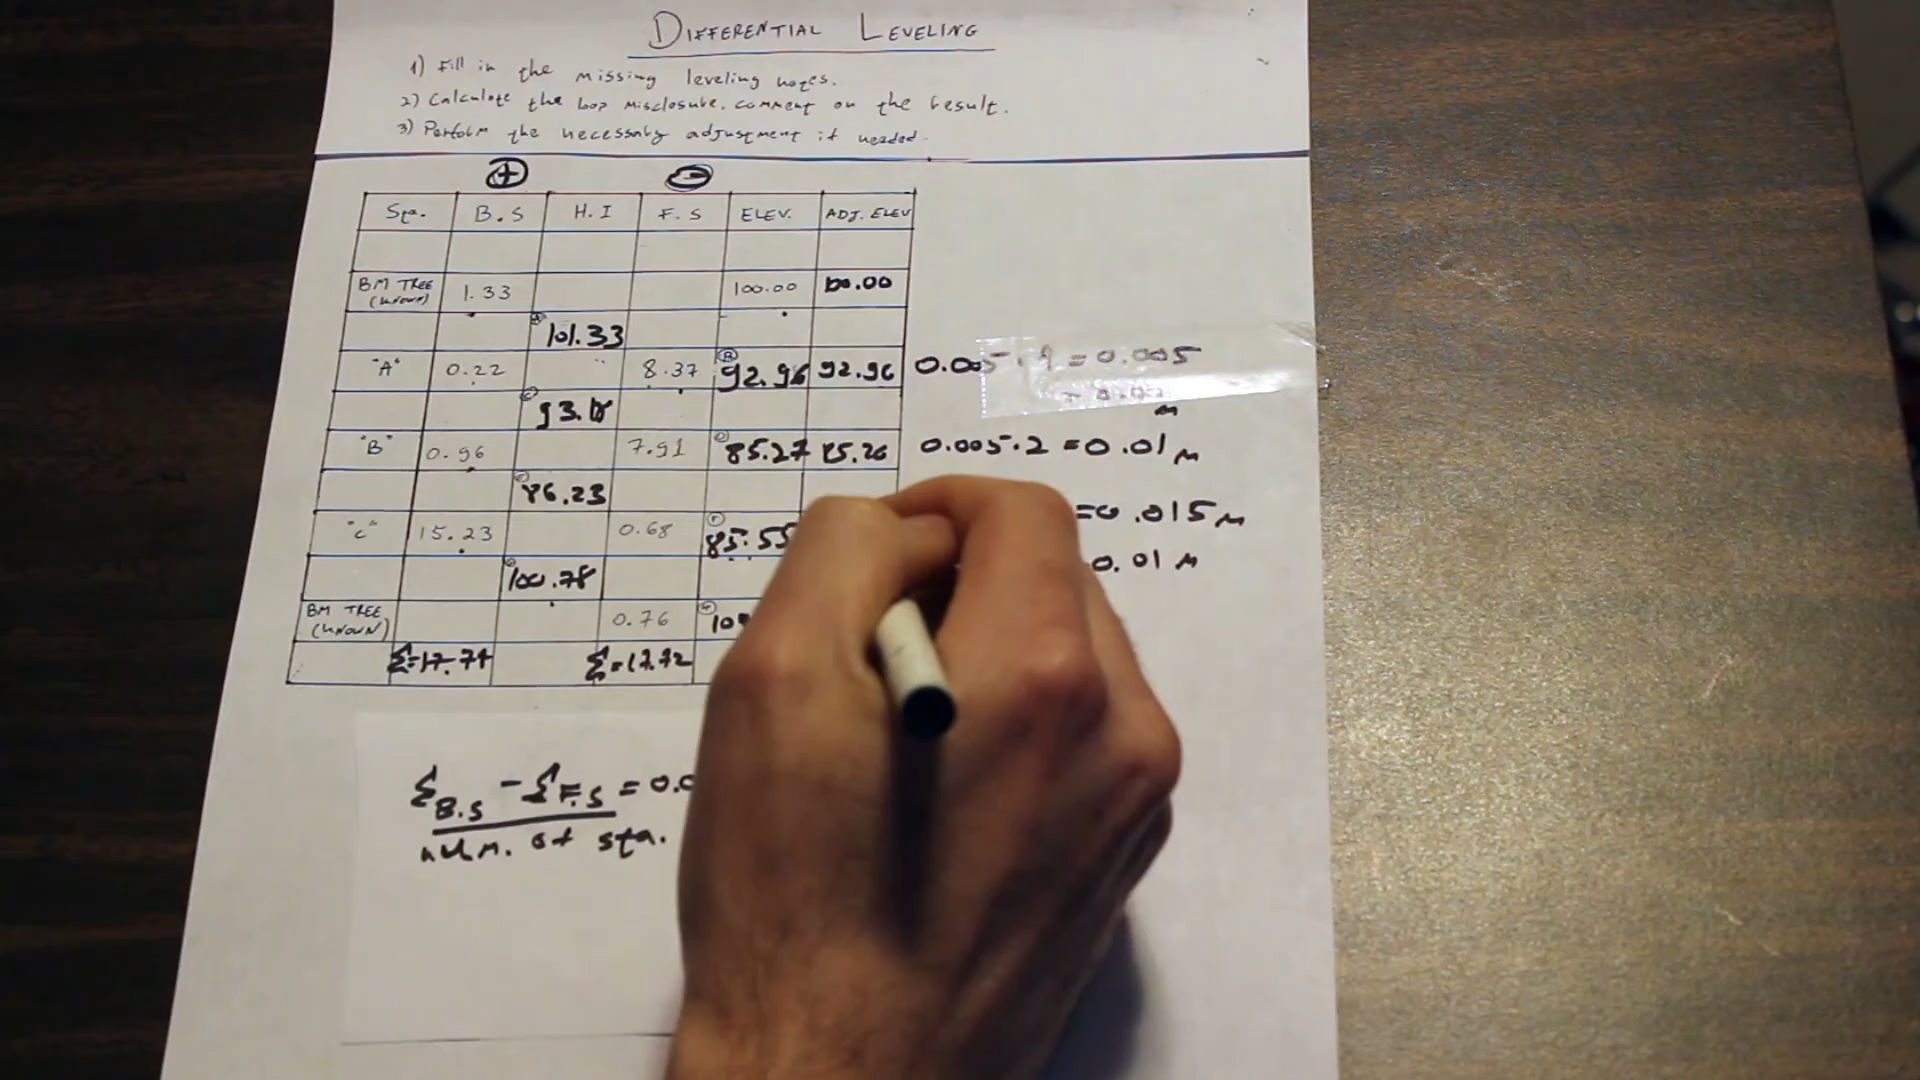 DIFFERENTIAL LEVELING
1) Fill in the missing leveling notes.
2) Calculate the loop misclosure, comment on the result.
3) Perform the necessary adjustment if needed.
+ -
Sta. B.S H.I F.S ELEV. ADJ. ELEV
BM TREE (KNOWN) 1.33 100.00 100.00
A 101.33
"A" 0.22 8.37 B 92.96 92.96 0.005 · 1 = 0.005
C 93.18
M
"B" 0.96 7.91 D 85.27 85.26 0.005 · 2 = 0.01 M
86.23
"C" 15.23 0.68 F 85.55 =0.015 M
100.78 0.01 M
BM TREE (KNOWN) 0.76 10
Σ=17.74 Σ=17.72
ΣB.S - ΣF.S = 0.0
num. of sta.